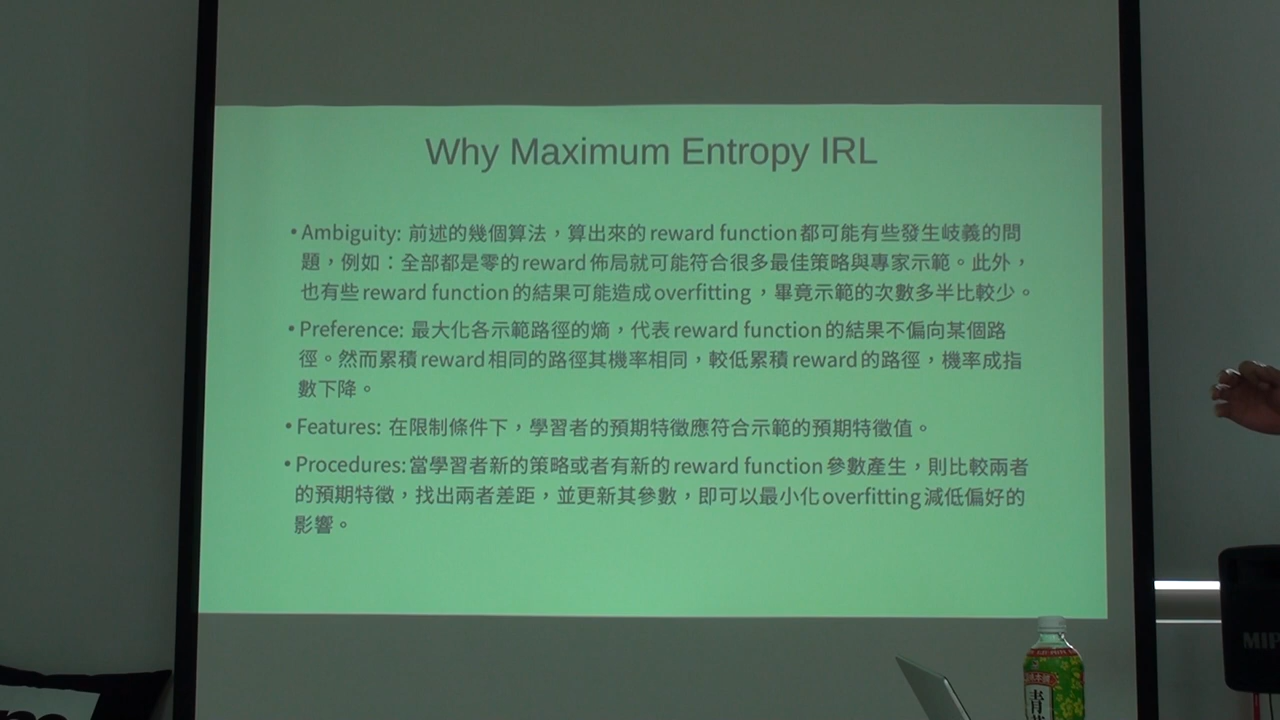 Why Maximum Entropy IRL
• Ambiguity: 前述的幾個算法，算出來的 reward function 都可能有些發生岐義的問
題，例如：全部都是零的 reward 佈局就可能符合很多最佳策略與專家示範。此外，
也有些 reward function 的結果可能造成 overfitting ，畢竟示範的次數多半比較少。
• Preference: 最大化各示範路徑的熵，代表 reward function 的結果不偏向某個路
徑。然而累積 reward 相同的路徑其機率相同，較低累積 reward 的路徑，機率成指
數下降。
• Features: 在限制條件下，學習者的預期特徵應符合示範的預期特徵值。
• Procedures: 當學習者新的策略或者有新的 reward function 參數產生，則比較兩者
的預期特徵，找出兩者差距，並更新其參數，即可以最小化 overfitting 減低偏好的
影響。
青